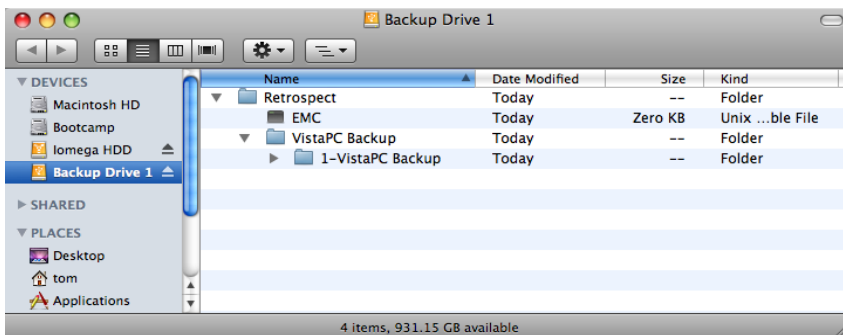 Backup Drive 1
DEVICES
Macintosh HD
Bootcamp
Iomega HDD
Backup Drive 1
SHARED
PLACES
Desktop
tom
Applications
Name Date Modified Size Kind
Retrospect Today -- Folder
EMC Today Zero KB Unix ...ble File
VistaPC Backup Today -- Folder
1-VistaPC Backup Today -- Folder
4 items, 931.15 GB available